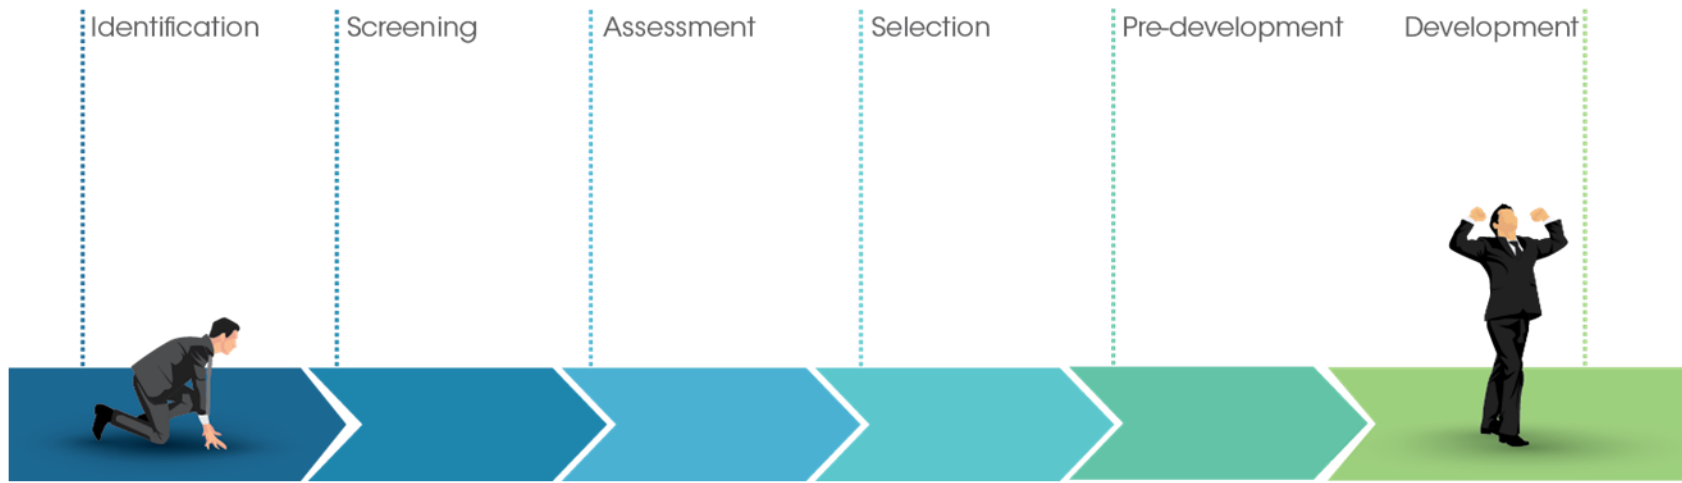 Identification
Screening
Assessment
Selection
Pre-development
Development